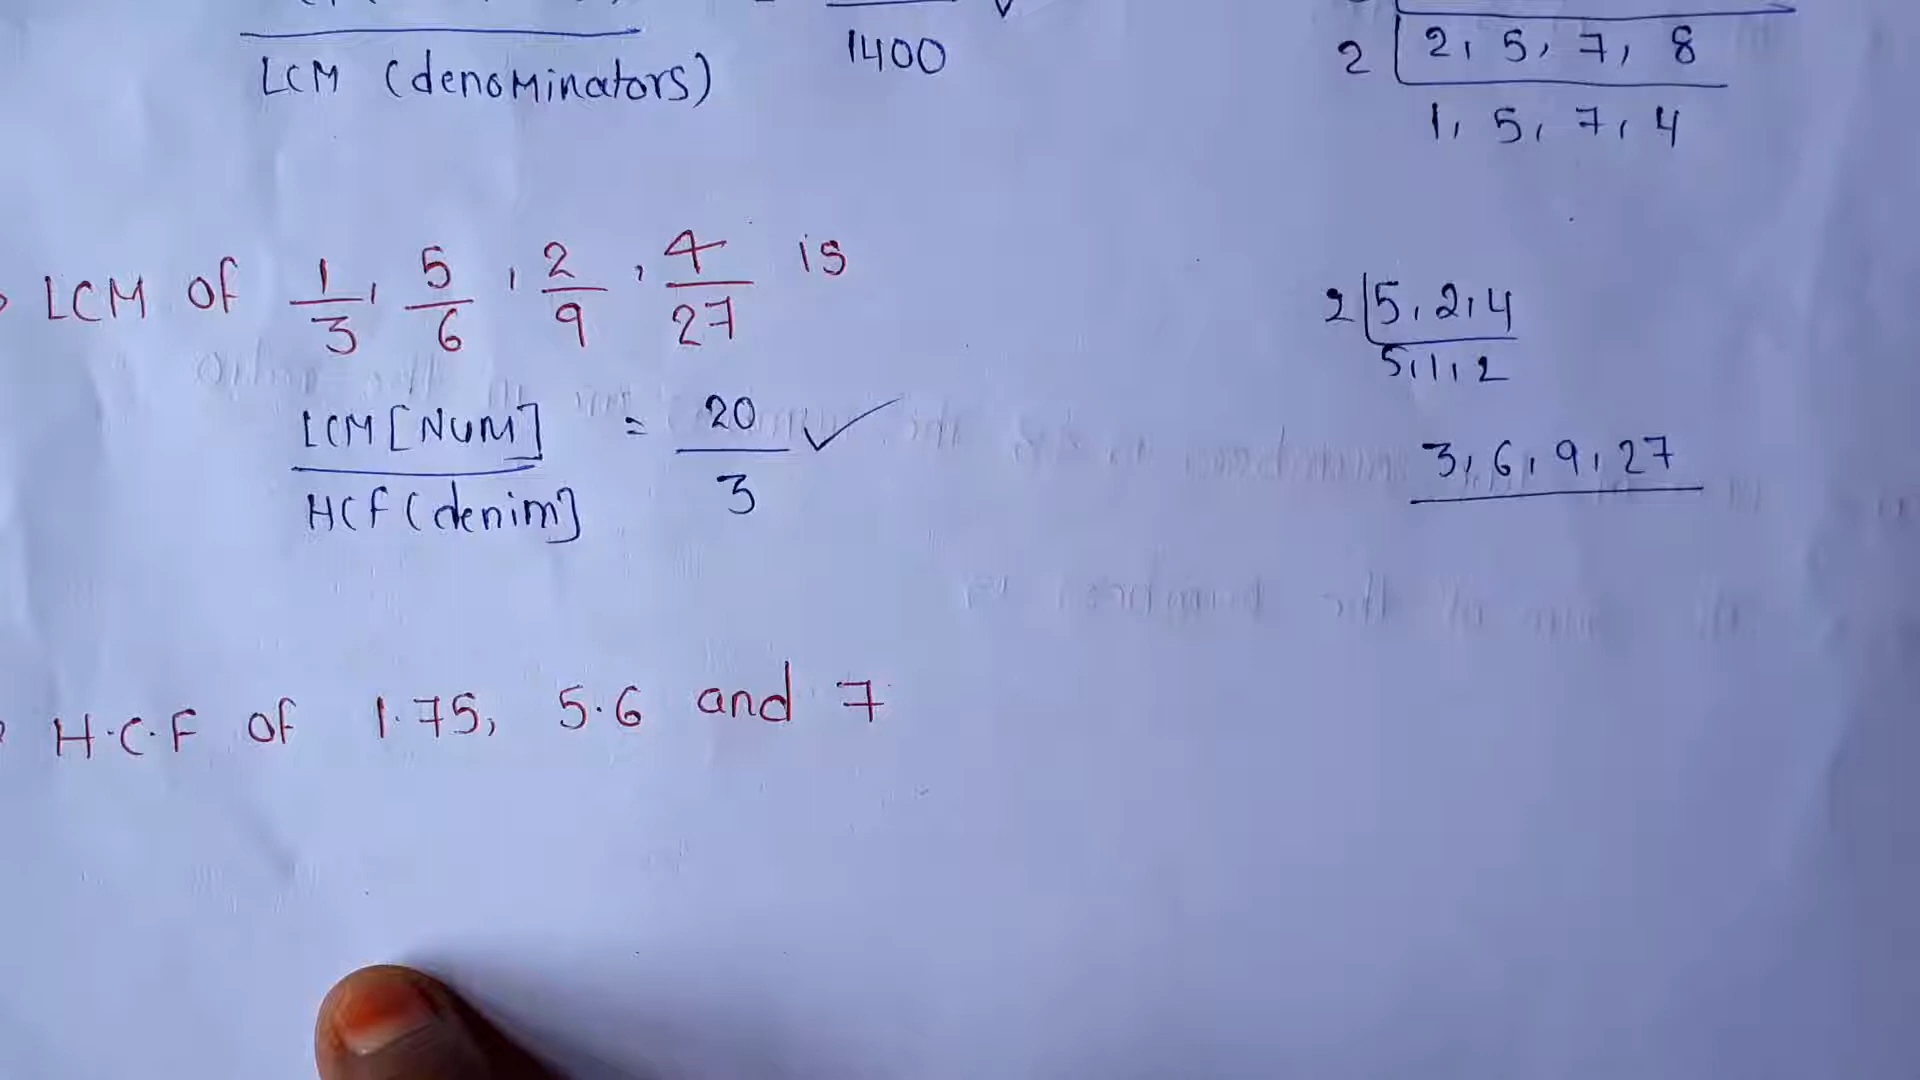 LCM (denominators)
1400
2 2, 5, 7, 8
1, 5, 7, 4
LCM of 1/3, 5/6, 2/9, 4/27 is
2 5, 2, 4
5, 1, 2
LCM [Num] = 20
HCF (denim] 3
3, 6, 9, 27
H.C.F of 1.75, 5.6 and 7